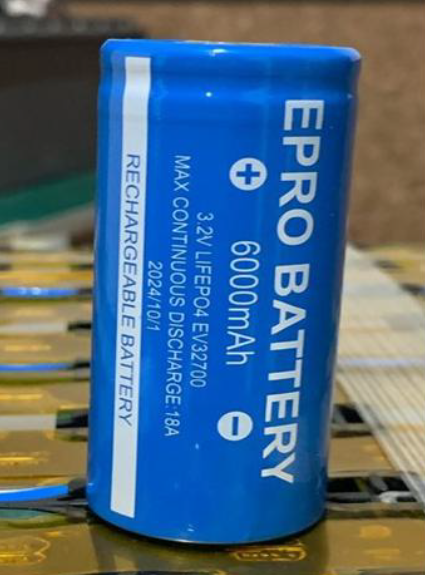 EPRO BATTERY
+ 6000mAh -
3.2V LIFEPO4 EV32700
MAX CONTINUOUS DISCHARGE:18A
2024/10/1
RECHARGEABLE BATTERY